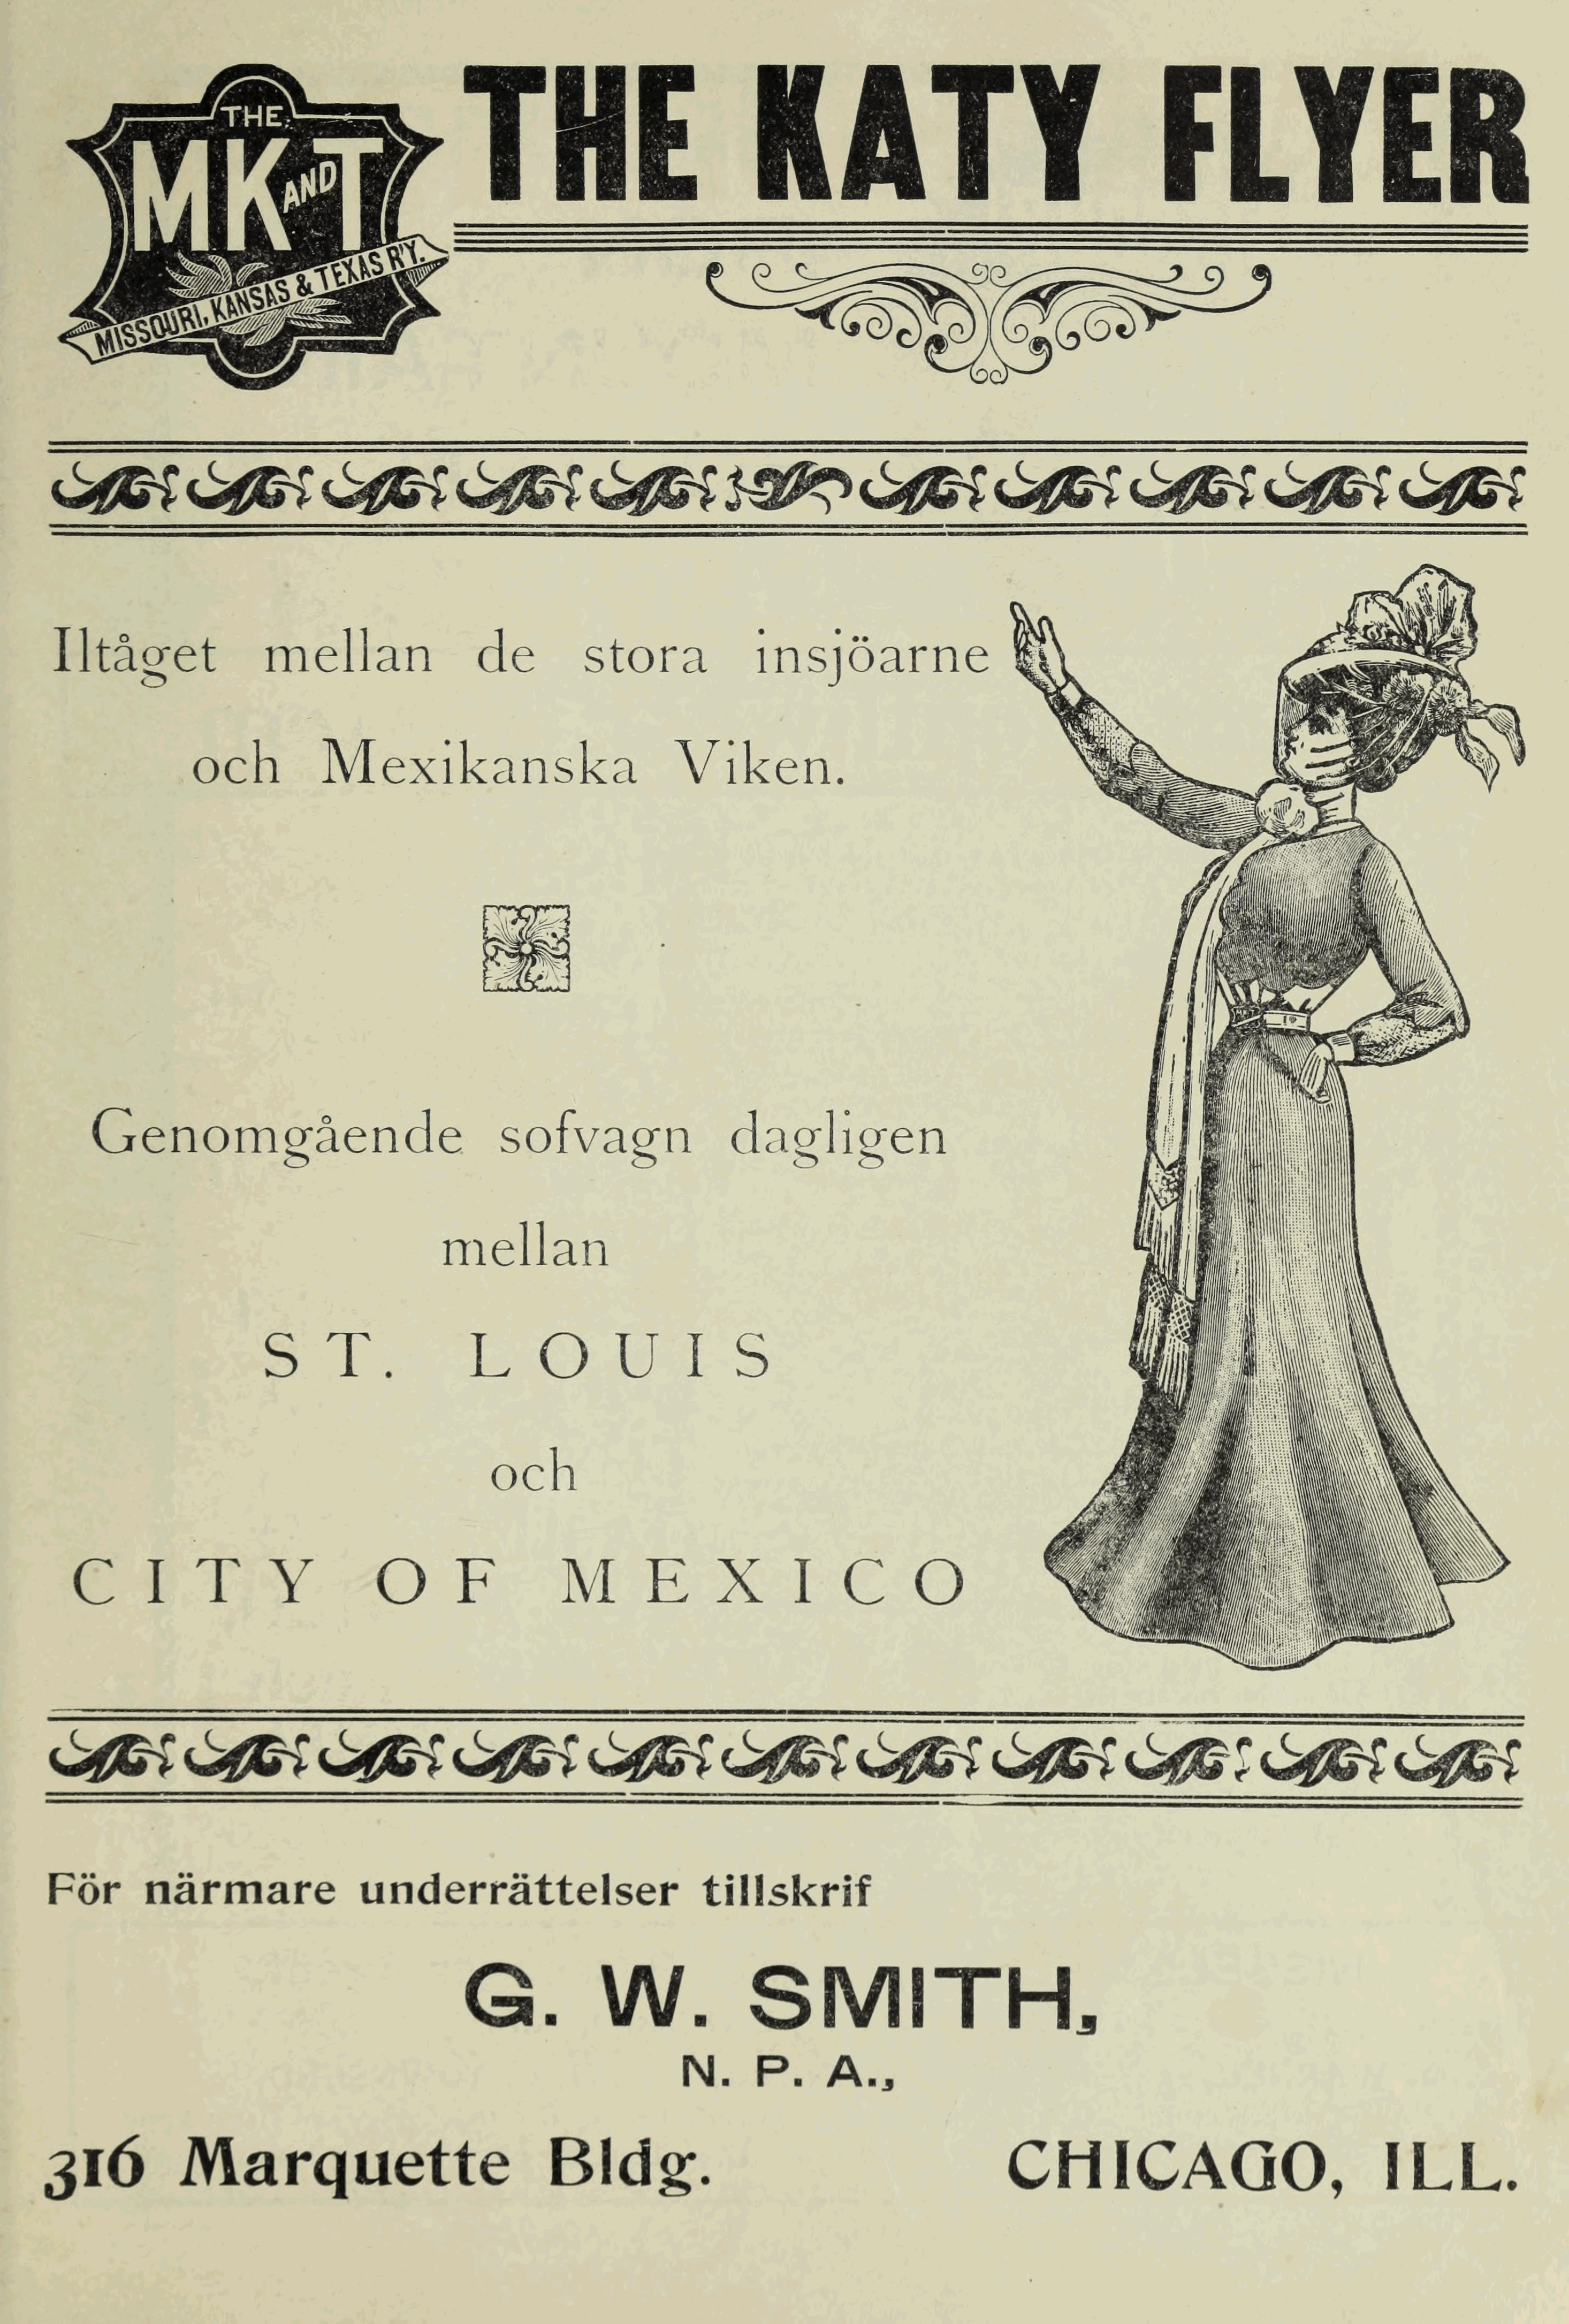 THE
MK AND T
MISSOURI, KANSAS & TEXAS R'Y.
THE KATY FLYER
Iltåget mellan de stora insjöarne
och Mexikanska Viken.
Genomgående sofvagn dagligen
mellan
ST. LOUIS
och
CITY OF MEXICO
För närmare underrättelser tillskrif
G. W. SMITH,
N. P. A.,
316 Marquette Bldg. CHICAGO, ILL.